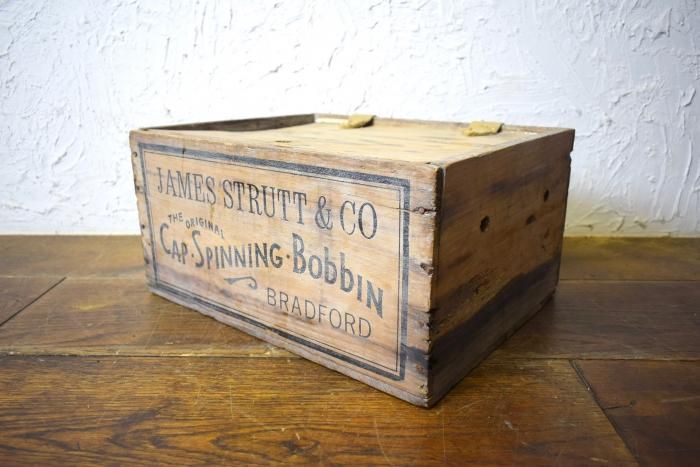 JAMES STRUTT & CO
THE ORIGINAL
CAP · SPINNING · BOBBIN
BRADFORD